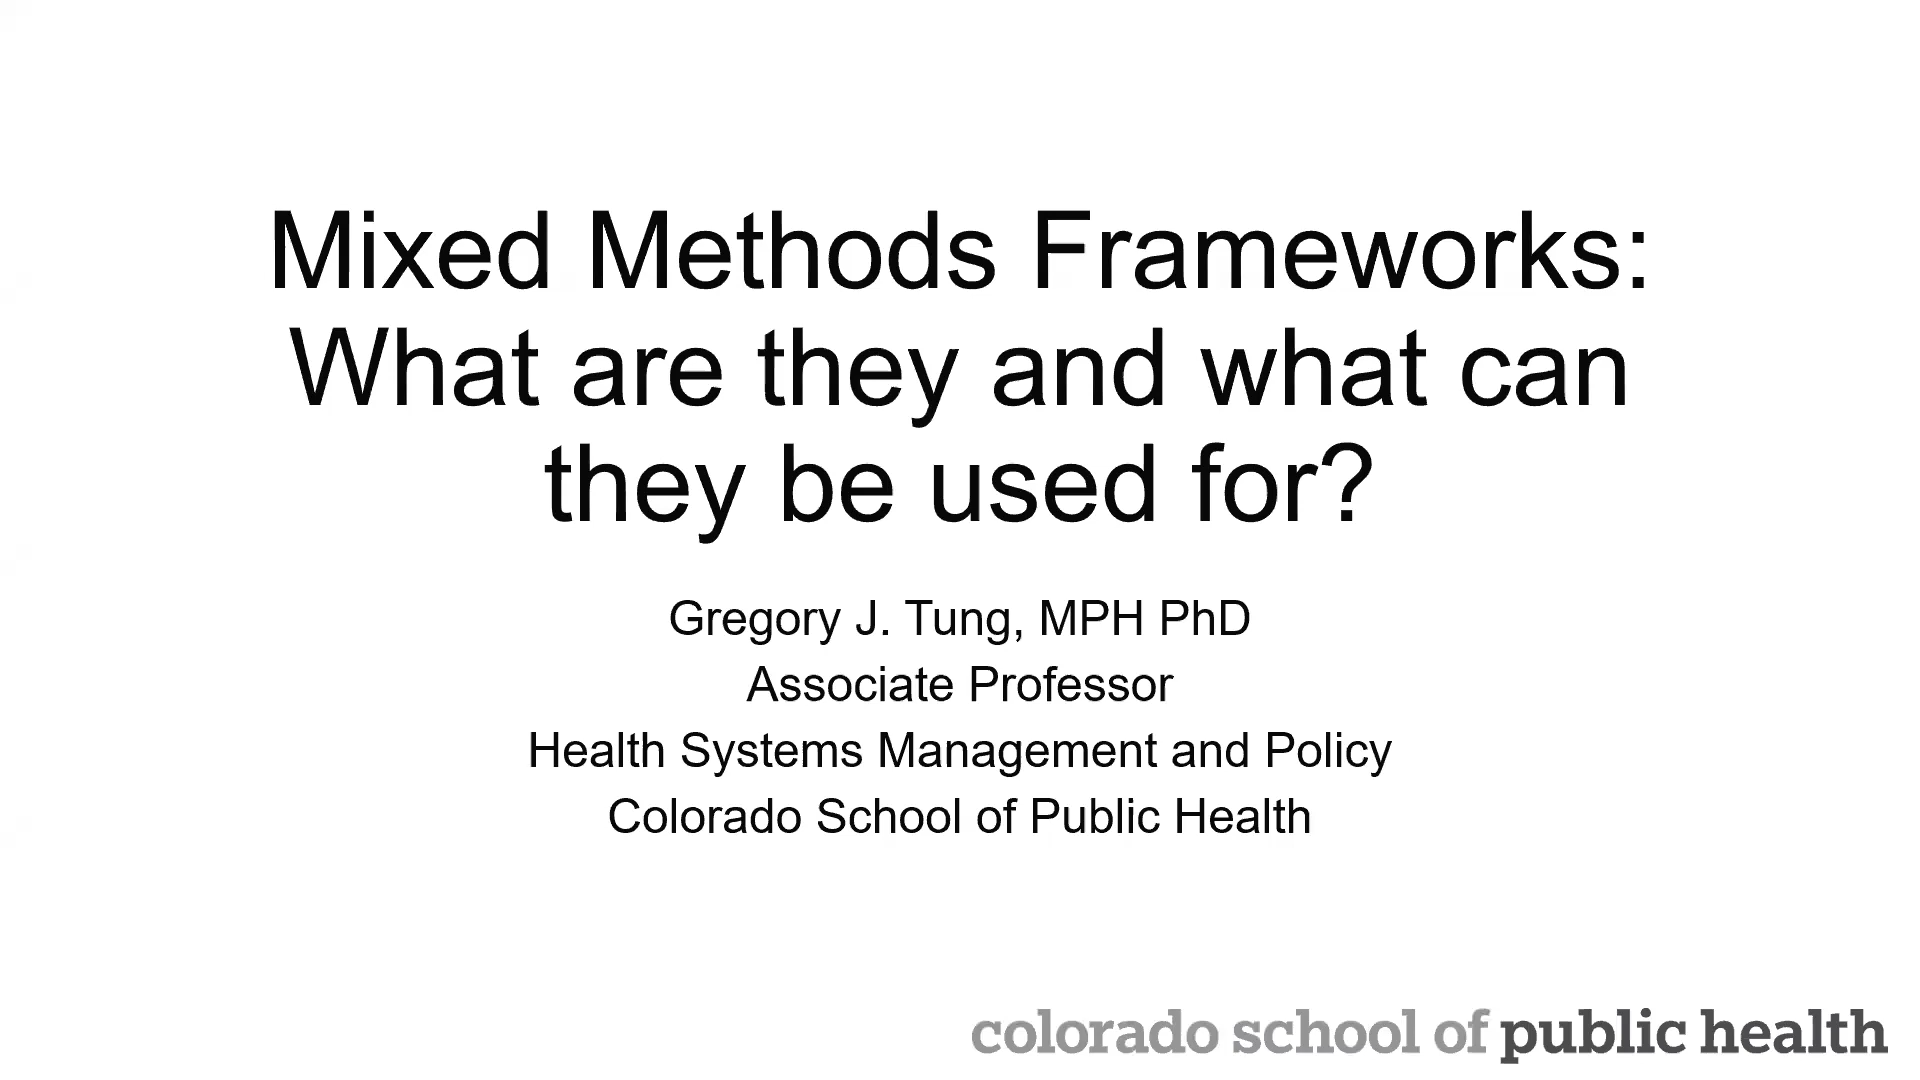 Mixed Methods Frameworks:
What are they and what can
they be used for?
Gregory J. Tung, MPH PhD
Associate Professor
Health Systems Management and Policy
Colorado School of Public Health
colorado school of public health